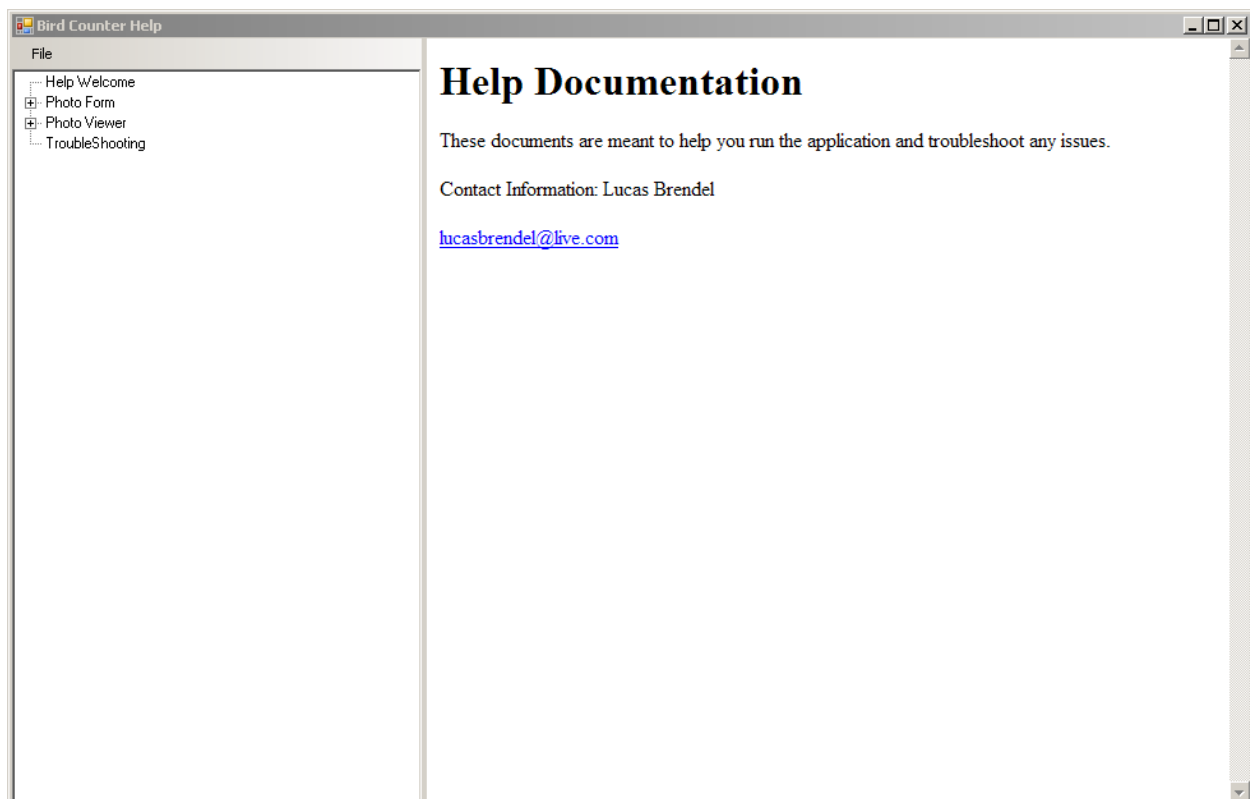 Bird Counter Help
File
Help Welcome
Photo Form
Photo Viewer
TroubleShooting
Help Documentation
These documents are meant to help you run the application and troubleshoot any issues.
Contact Information: Lucas Brendel
lucasbrendel@live.com